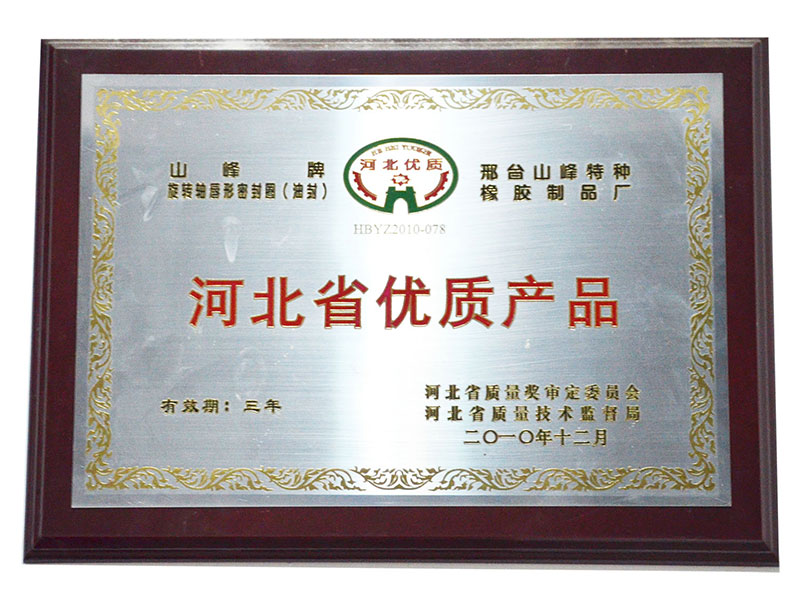 山峰牌
旋转轴唇形密封圈（油封）
河北优质
HBYZ2010-078
邢台山峰特种
橡胶制品厂
河北省优质产品
有效期：三年
河北省质量奖审定委员会
河北省质量技术监督局
二〇一〇年十二月